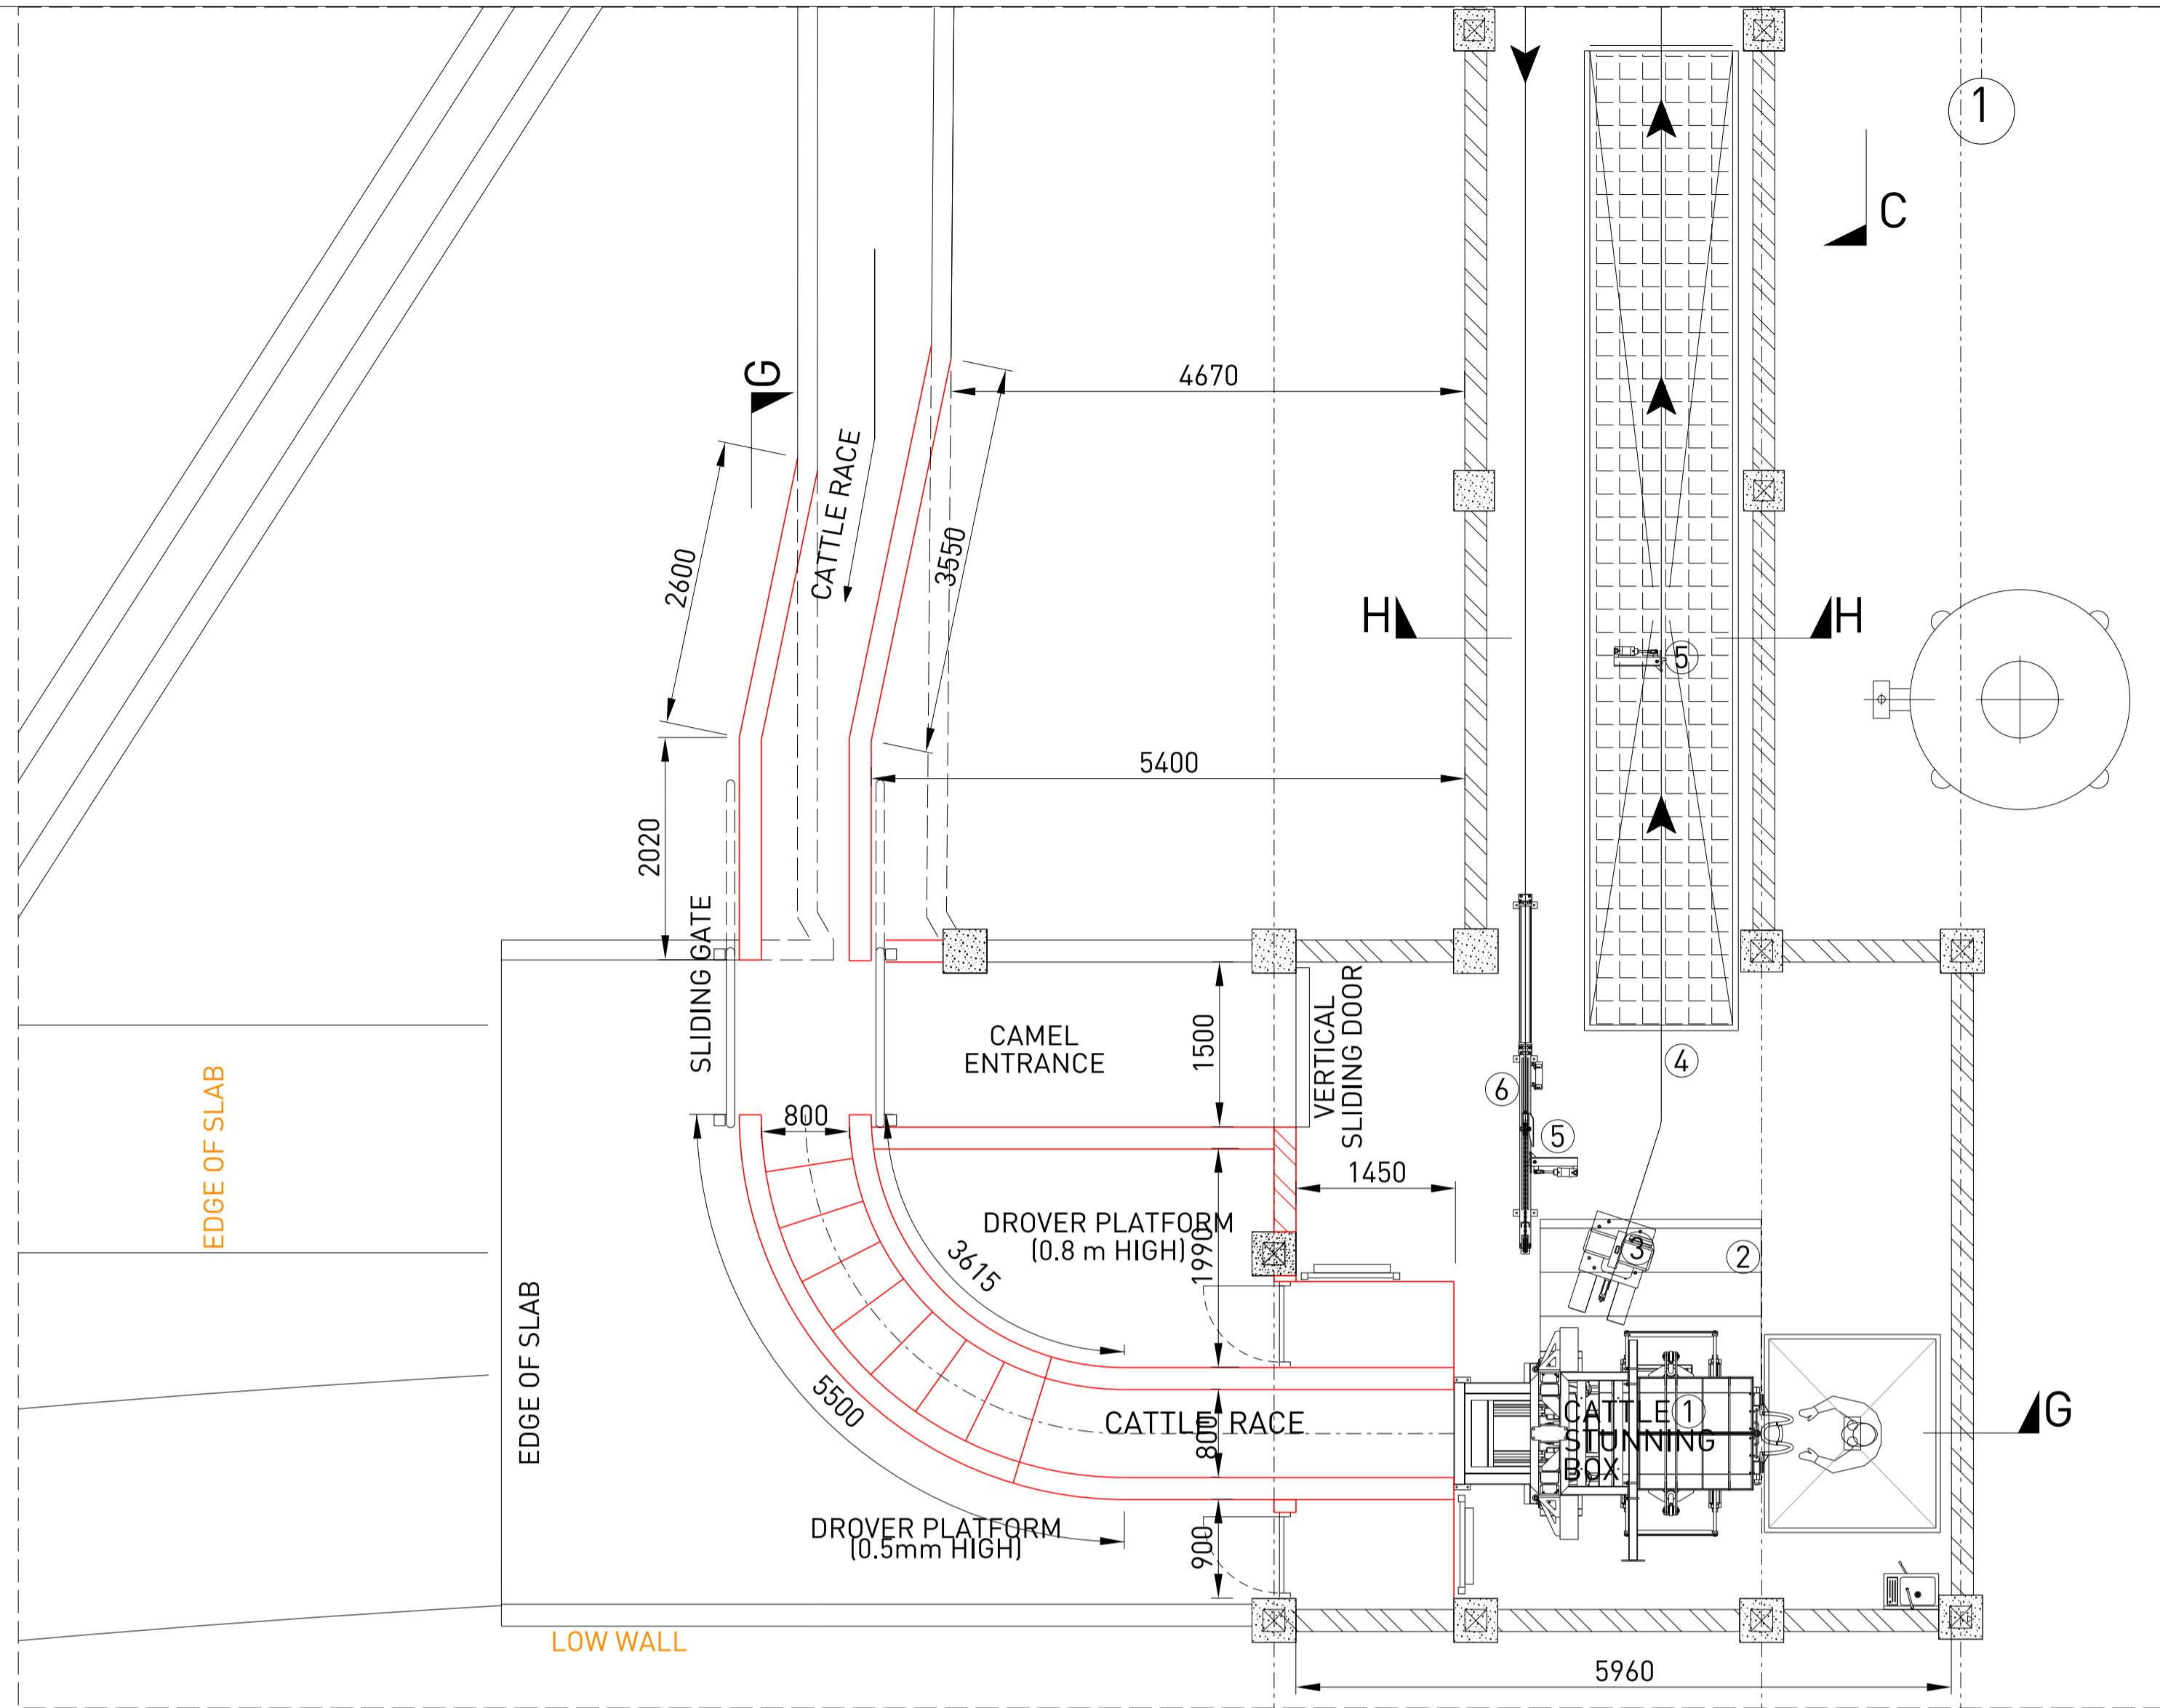 1
C
G
4670
CATTLE RACE
2600
3550
H
H
5
5400
2020
SLIDING GATE
CAMEL
ENTRANCE
1500
VERTICAL
SLIDING DOOR
4
6
EDGE OF SLAB
800
5
1450
DROVER PLATFORM
(0.8 m HIGH)
1990
3615
3
2
EDGE OF SLAB
5500
CATTLE RACE
800
CATTLE
1
STUNNING
BOX
G
DROVER PLATFORM
(0.5mm HIGH)
900
LOW WALL
5960